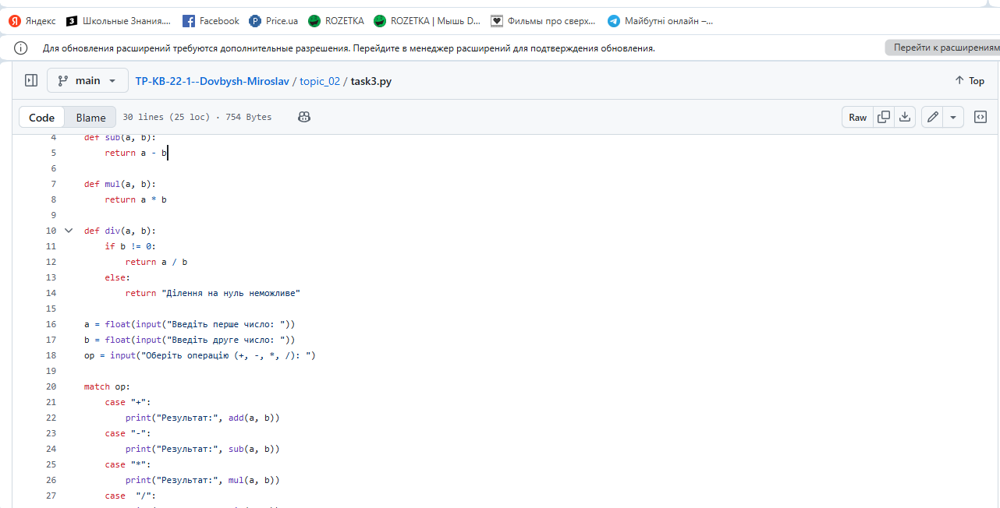 Яндекс Школьные Знания.... Facebook Price.ua ROZETKA ROZETKA | Мышь D... Фильмы про сверх... Майбутні онлайн –...
Для обновления расширений требуются дополнительные разрешения. Перейдите в менеджер расширений для подтверждения обновления. Перейти к расширениям
main TP-KB-22-1--Dovbysh-Miroslav / topic_02 / task3.py Top
Code Blame 30 lines (25 loc) · 754 Bytes Raw
4 def sub(a, b):
5 return a - b
6
7 def mul(a, b):
8 return a * b
9
10 def div(a, b):
11 if b != 0:
12 return a / b
13 else:
14 return "Ділення на нуль неможливе"
15
16 a = float(input("Введіть перше число: "))
17 b = float(input("Введіть друге число: "))
18 op = input("Оберіть операцію (+, -, *, /): ")
19
20 match op:
21 case "+":
22 print("Результат:", add(a, b))
23 case "-":
24 print("Результат:", sub(a, b))
25 case "*":
26 print("Результат:", mul(a, b))
27 case  "/":